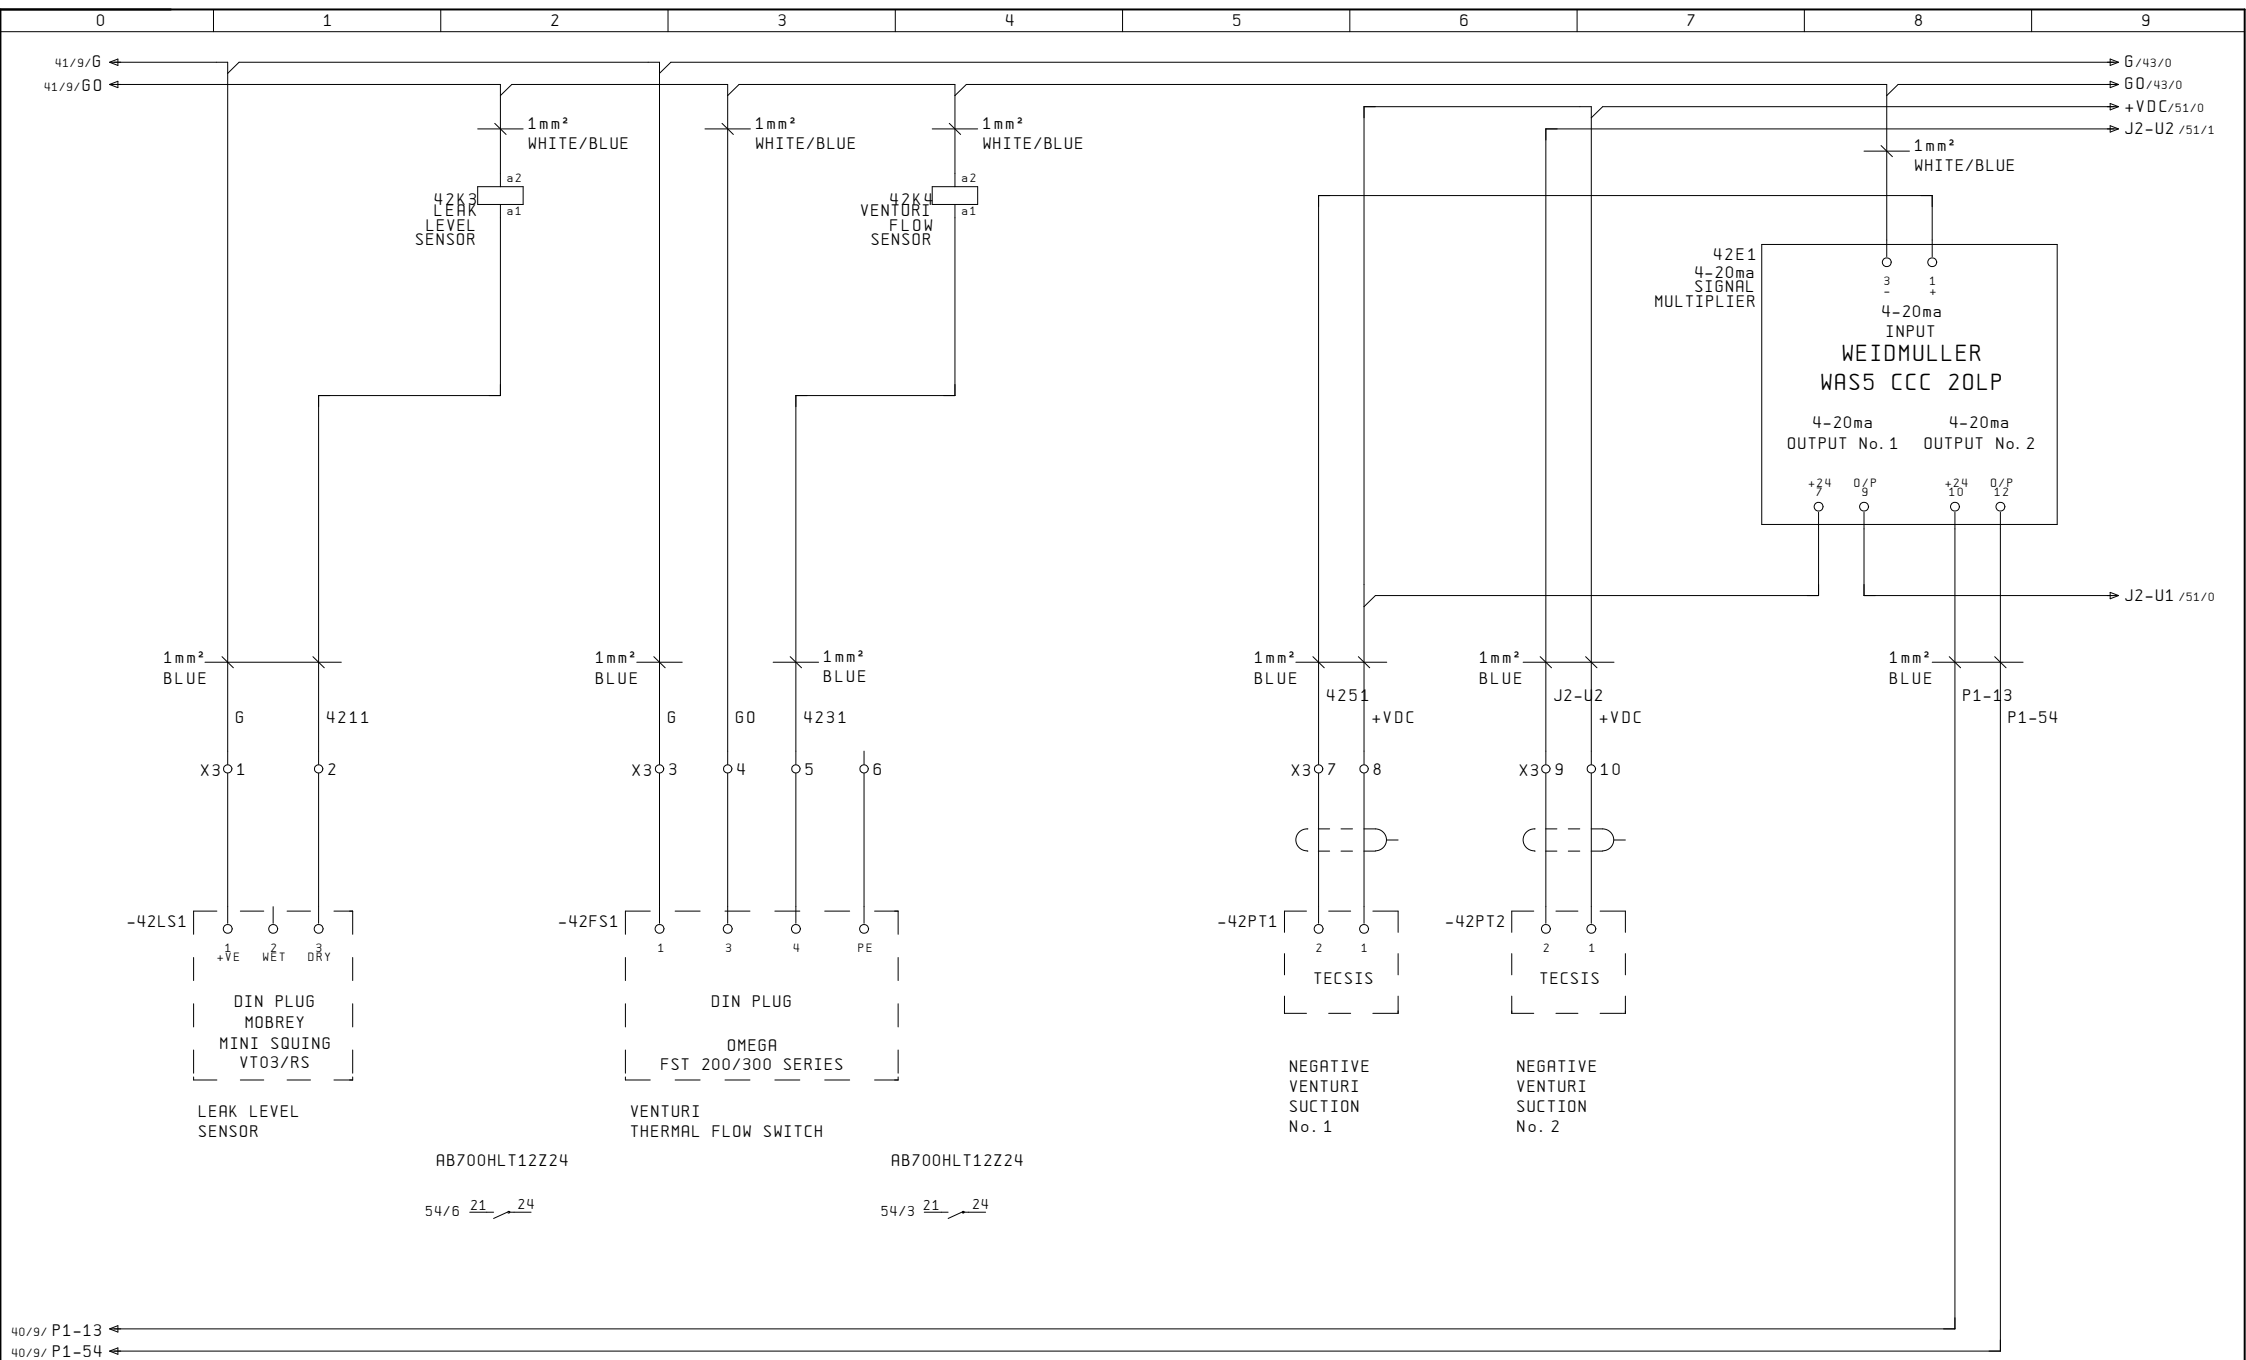 0 1 2 3 4 5 6 7 8 9
41/9/G
G/43/0
41/9/G0
G0/43/0
+VDC/51/0
J2-U2 /51/1
1mm²
WHITE/BLUE
1mm²
WHITE/BLUE
1mm²
WHITE/BLUE
1mm²
WHITE/BLUE
a2
42K3
a1
LEAK
LEVEL
SENSOR
a2
42K4
a1
VENTURI
FLOW
SENSOR
42E1
4-20ma
SIGNAL
MULTIPLIER
3 1
- +
4-20ma
INPUT
WEIDMULLER
WAS5 CCC 20LP
4-20ma 4-20ma
OUTPUT No.1 OUTPUT No.2
+24 O/P +24 O/P
7 9 10 12
J2-U1 /51/0
1mm²
BLUE
1mm²
BLUE
1mm²
BLUE
1mm²
BLUE
1mm²
BLUE
1mm²
BLUE
4251
J2-U2
P1-13
G 4211 G G0 4231 +VDC +VDC P1-54
X3 1 2 X3 3 4 5 6 X3 7 8 X3 9 10
-42LS1 -42FS1 -42PT1 -42PT2
1 2 3
+VE WET DRY
1 3 4 PE
2 1
2 1
TECSIS
TECSIS
DIN PLUG
MOBREY
MINI SQUING
VT03/RS
DIN PLUG
OMEGA
FST 200/300 SERIES
LEAK LEVEL
SENSOR
VENTURI
THERMAL FLOW SWITCH
NEGATIVE
VENTURI
SUCTION
No.1
NEGATIVE
VENTURI
SUCTION
No.2
AB700HLT12Z24
AB700HLT12Z24
54/6 21 24
54/3 21 24
40/9/ P1-13
40/9/ P1-54